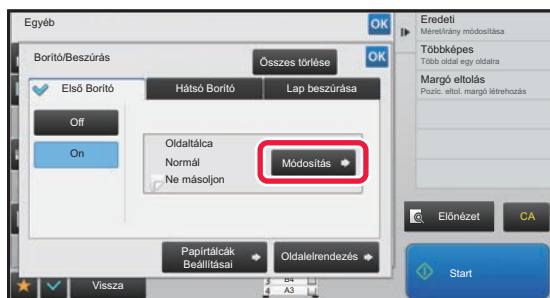 Egyéb
OK
Borító/Beszúrás
Összes törlése
OK
Első Borító
Hátsó Borító
Lap beszúrása
Off
On
Oldaltálca
Normál
Ne másoljon
Módosítás
Papírtálcák
Beállításai
Oldalelrendezés
Vissza
B4
4 A3
Eredeti
Méret/irány módosítása
Többképes
Több oldal egy oldalra
Margó eltolás
Pozíc. eltol. margó létrehozás
Előnézet
CA
Start